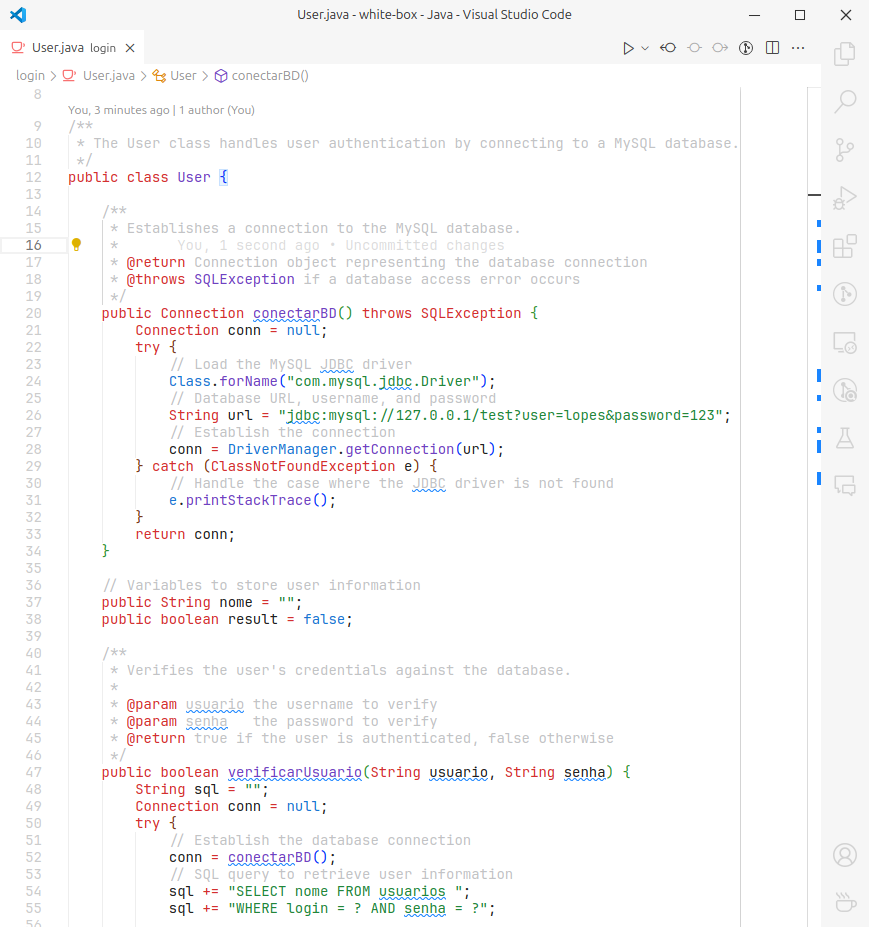 User.java - white-box - Java - Visual Studio Code
User.java login
login > User.java > User > conectarBD()
8
You, 3 minutes ago | 1 author (You)
9 /**
10 * The User class handles user authentication by connecting to a MySQL database.
11 */
12 public class User {
13
14 /**
15 * Establishes a connection to the MySQL database.
16 * You, 1 second ago • Uncommitted changes
17 * @return Connection object representing the database connection
18 * @throws SQLException if a database access error occurs
19 */
20 public Connection conectarBD() throws SQLException {
21 Connection conn = null;
22 try {
23 // Load the MySQL JDBC driver
24 Class.forName("com.mysql.jdbc.Driver");
25 // Database URL, username, and password
26 String url = "jdbc:mysql://127.0.0.1/test?user=lopes&password=123";
27 // Establish the connection
28 conn = DriverManager.getConnection(url);
29 } catch (ClassNotFoundException e) {
30 // Handle the case where the JDBC driver is not found
31 e.printStackTrace();
32 }
33 return conn;
34 }
35
36 // Variables to store user information
37 public String nome = "";
38 public boolean result = false;
39
40 /**
41 * Verifies the user's credentials against the database.
42 *
43 * @param usuario the username to verify
44 * @param senha the password to verify
45 * @return true if the user is authenticated, false otherwise
46 */
47 public boolean verificarUsuario(String usuario, String senha) {
48 String sql = "";
49 Connection conn = null;
50 try {
51 // Establish the database connection
52 conn = conectarBD();
53 // SQL query to retrieve user information
54 sql += "SELECT nome FROM usuarios ";
55 sql += "WHERE login = ? AND senha = ?";
56